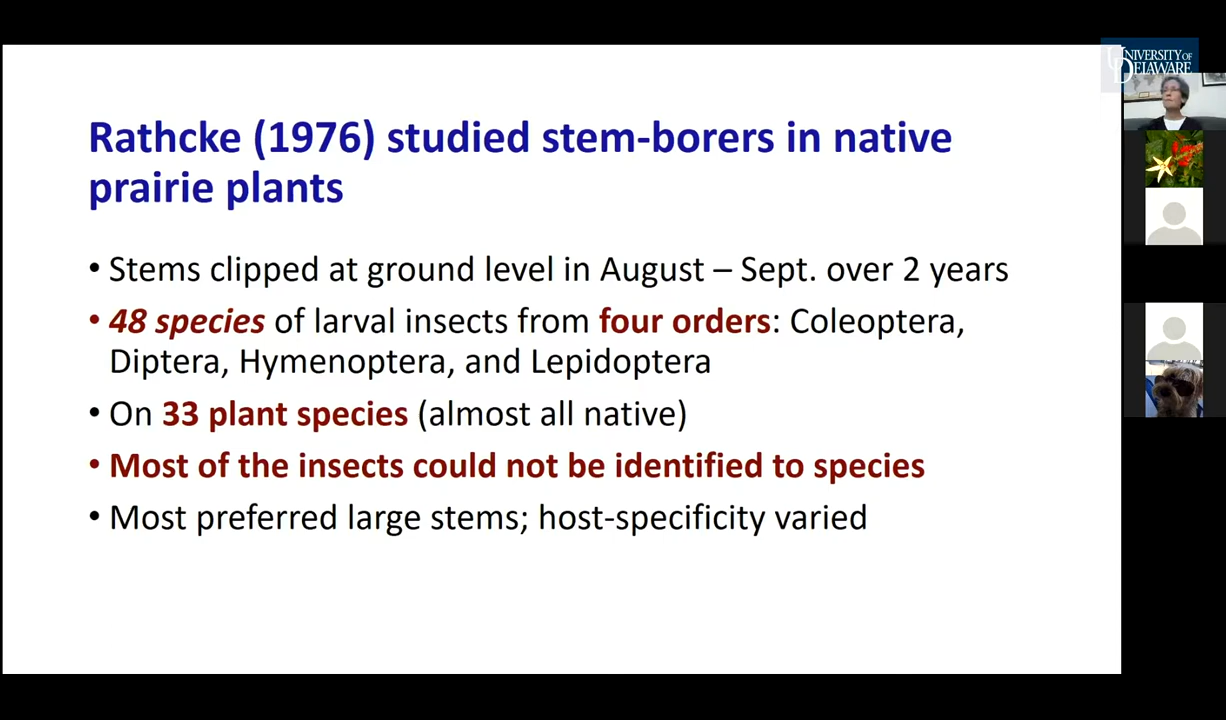 UNIVERSITY OF
DELAWARE
Rathcke (1976) studied stem-borers in native
prairie plants
• Stems clipped at ground level in August – Sept. over 2 years
• 48 species of larval insects from four orders: Coleoptera,
Diptera, Hymenoptera, and Lepidoptera
• On 33 plant species (almost all native)
• Most of the insects could not be identified to species
• Most preferred large stems; host-specificity varied